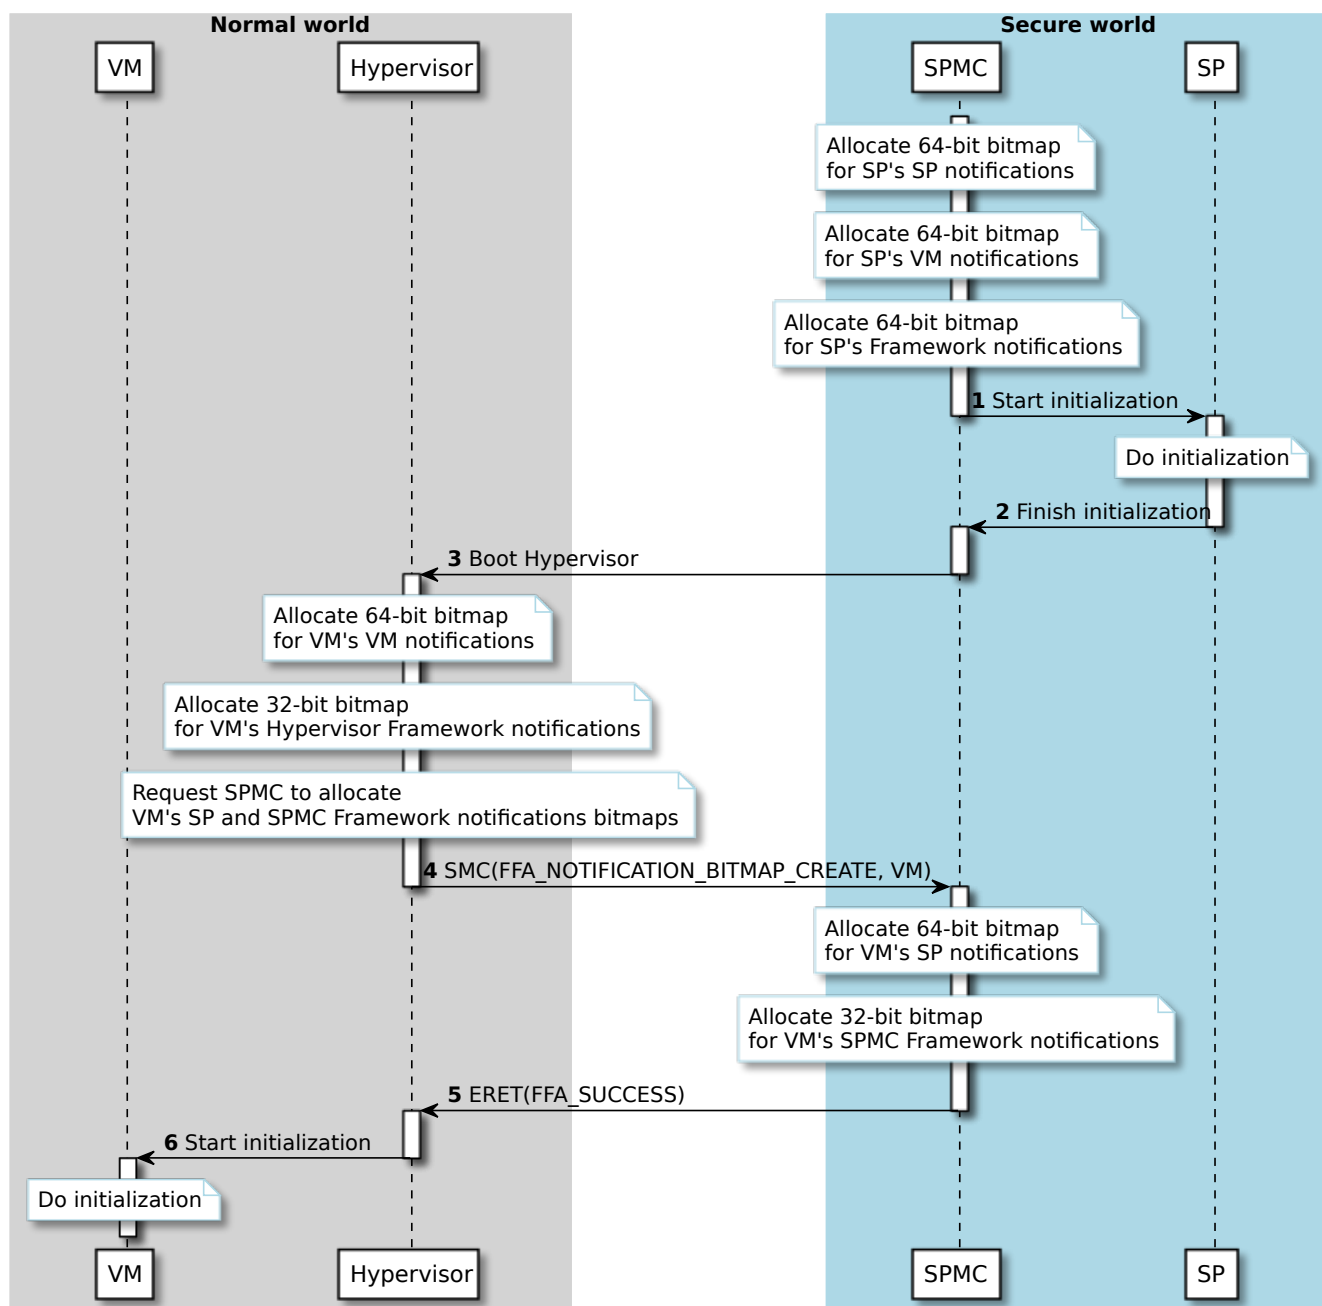 Normal world
Secure world
VM
Hypervisor
SPMC
SP
Allocate 64-bit bitmap
for SP's SP notifications
Allocate 64-bit bitmap
for SP's VM notifications
Allocate 64-bit bitmap
for SP's Framework notifications
1 Start initialization
Do initialization
2 Finish initialization
3 Boot Hypervisor
Allocate 64-bit bitmap
for VM's VM notifications
Allocate 32-bit bitmap
for VM's Hypervisor Framework notifications
Request SPMC to allocate
VM's SP and SPMC Framework notifications bitmaps
4 SMC(FFA_NOTIFICATION_BITMAP_CREATE, VM)
Allocate 64-bit bitmap
for VM's SP notifications
Allocate 32-bit bitmap
for VM's SPMC Framework notifications
5 ERET(FFA_SUCCESS)
6 Start initialization
Do initialization
VM
Hypervisor
SPMC
SP